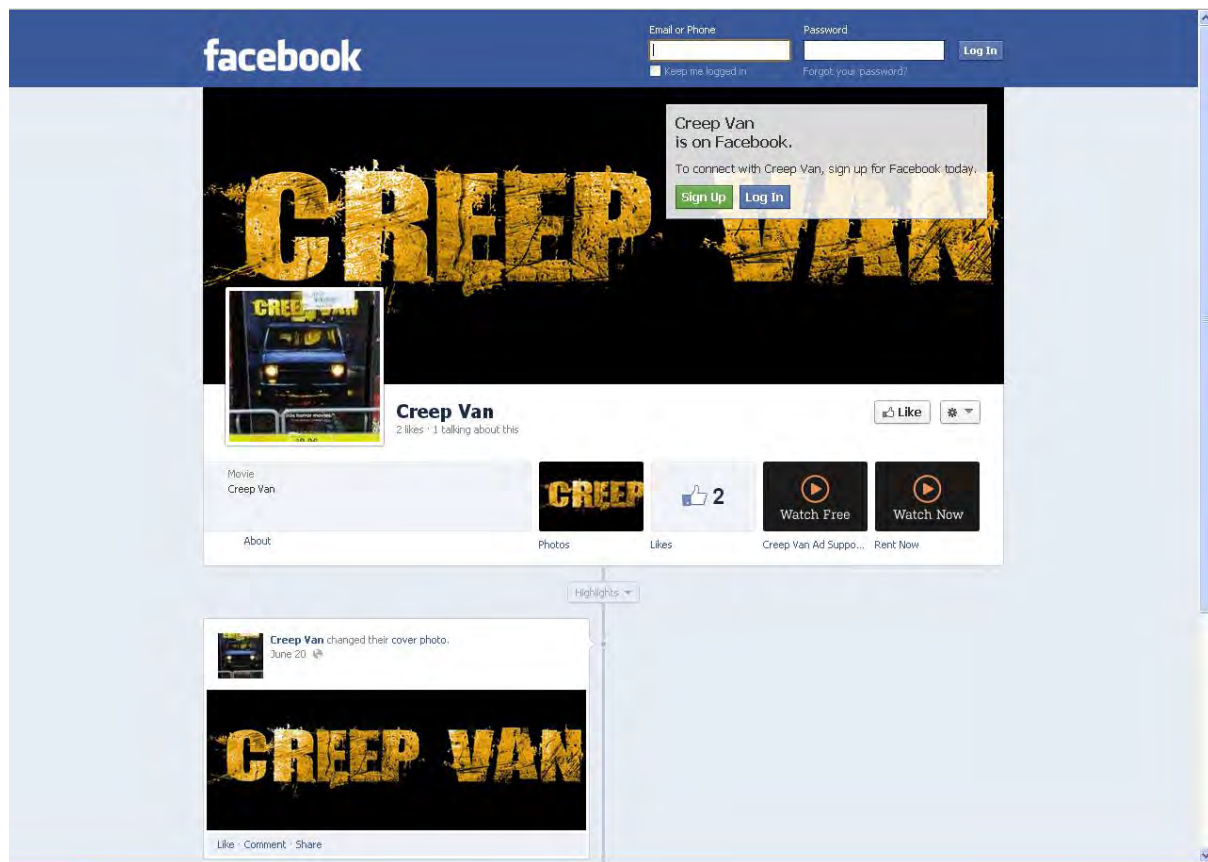 Email or Phone
Password
facebook
Log In
Keep me logged in
Forgot your password?
Creep Van
is on Facebook.
To connect with Creep Van, sign up for Facebook today.
Sign Up
Log In
CREEP VAN
CREEP VAN
Creep Van
2 likes · 1 talking about this
Like
Movie
Creep Van
About
CREEP
Photos
2
Likes
Watch Free
Creep Van Ad Suppo...
Watch Now
Rent Now
Highlights
Creep Van changed their cover photo.
June 20
CREEP VAN
Like · Comment · Share